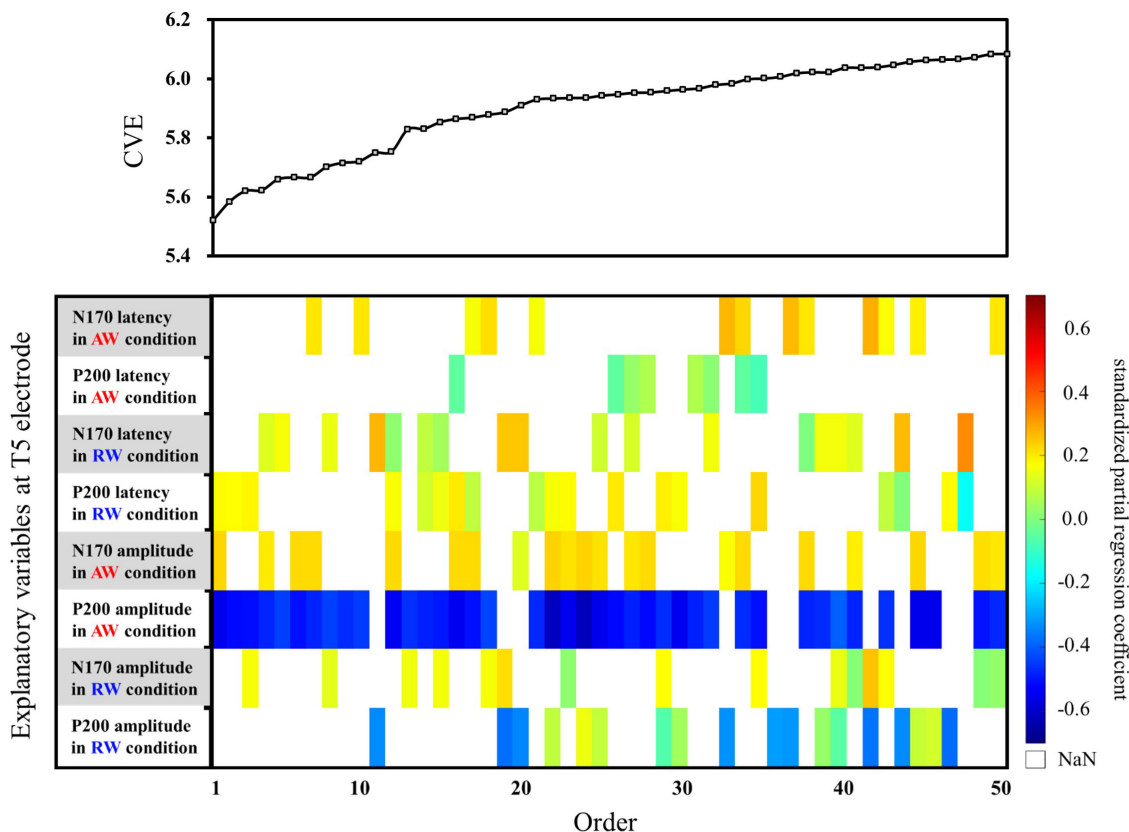 6.2
6.0
5.8
5.6
5.4
CVE
Explanatory variables at T5 electrode
N170 latency
in AW condition
P200 latency
in AW condition
N170 latency
in RW condition
P200 latency
in RW condition
N170 amplitude
in AW condition
P200 amplitude
in AW condition
N170 amplitude
in RW condition
P200 amplitude
in RW condition
1
10
20
30
40
50
Order
0.6
0.4
0.2
0.0
-0.2
-0.4
-0.6
NaN
standardized partial regression coefficient